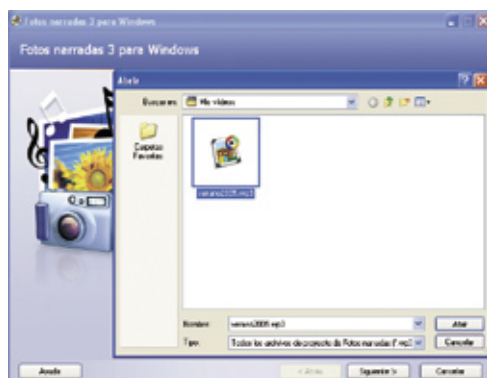 Fotos narradas 3 para Windows
Fotos narradas 3 para Windows
Abrir
Buscar en: Mis vídeos
Carpetas
Favoritas
verano2005.wp3
Nombre: verano2005.wp3 Abrir
Tipo: Todos los archivos de proyecto de Fotos narradas (*.wp3) Cancelar
Ayuda < Atrás Siguiente > Cancelar